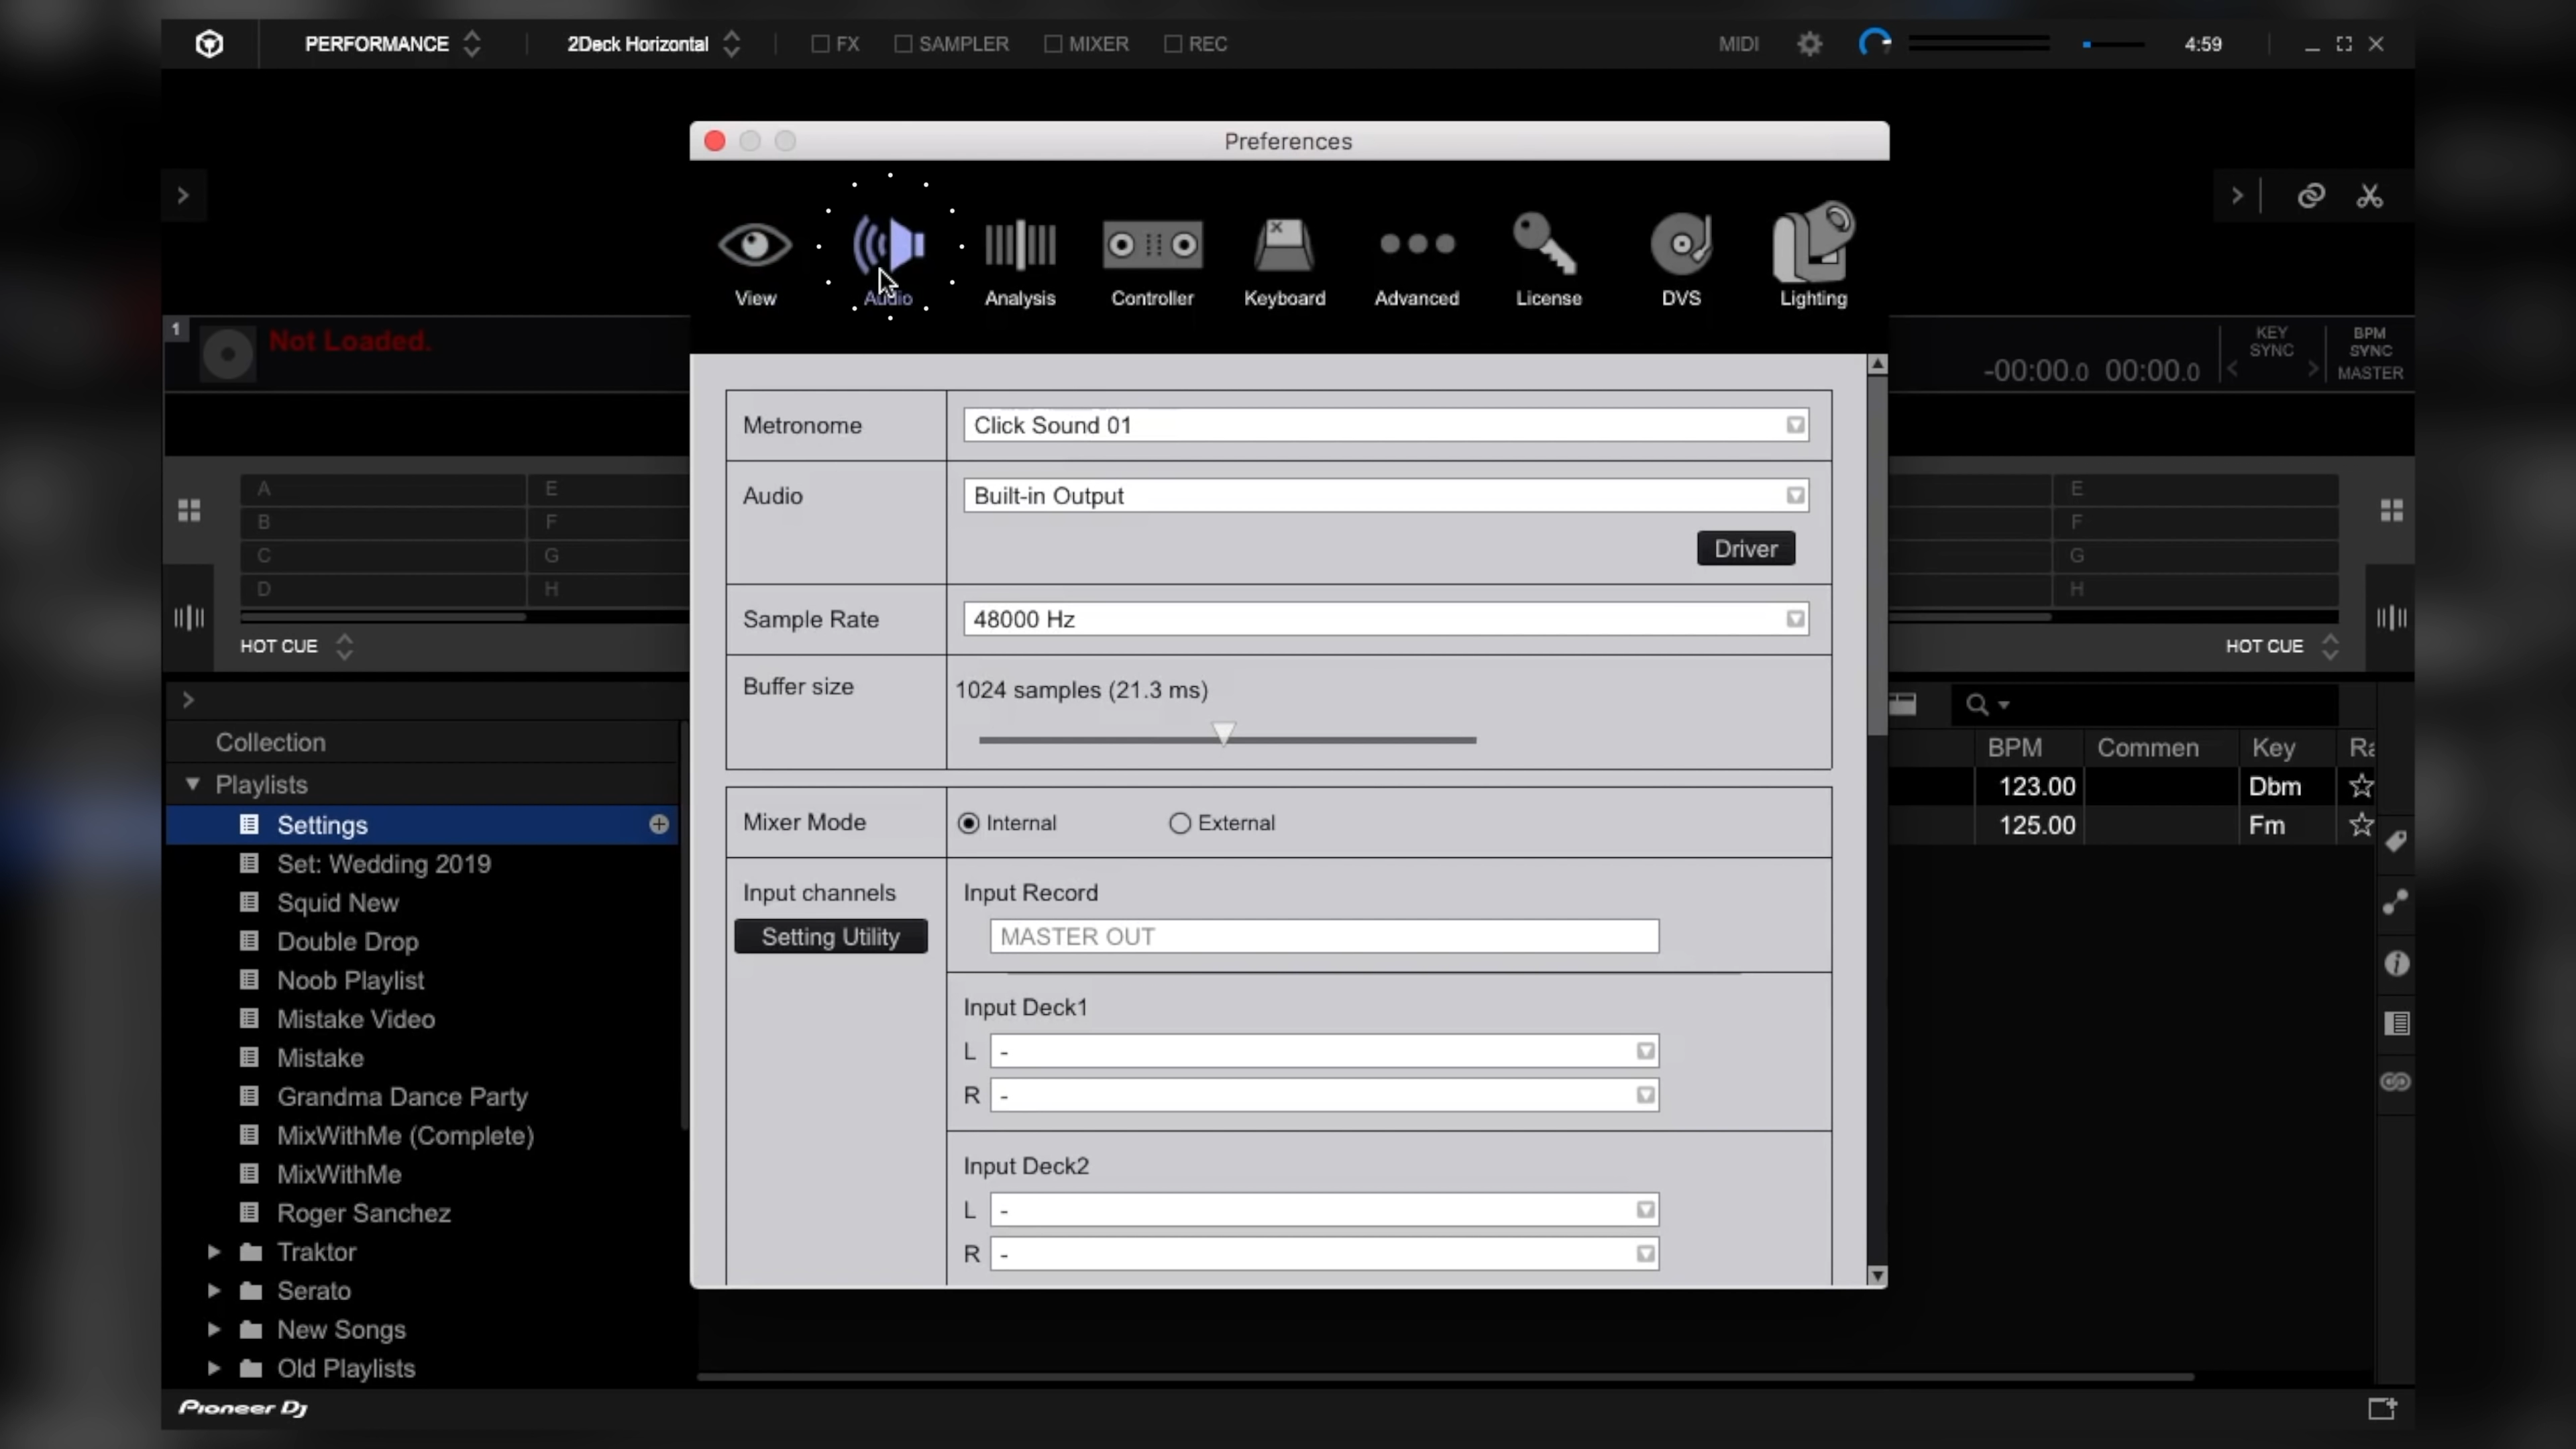 PERFORMANCE
2Deck Horizontal
FX
SAMPLER
MIXER
REC
MIDI
4:59
Preferences
View
Audio
Analysis
Controller
Keyboard
Advanced
License
DVS
Lighting
1
Not Loaded.
-00:00.0 00:00.0
KEY
SYNC
BPM
SYNC
MASTER
Metronome
Click Sound 01
Audio
Built-in Output
Driver
Sample Rate
48000 Hz
Buffer size
1024 samples (21.3 ms)
Mixer Mode
Internal
External
Input channels
Setting Utility
Input Record
MASTER OUT
Input Deck1
L -
R -
Input Deck2
L -
R -
A
B
C
D
E
F
G
H
HOT CUE
E
F
G
H
HOT CUE
Collection
Playlists
Settings
Set: Wedding 2019
Squid New
Double Drop
Noob Playlist
Mistake Video
Mistake
Grandma Dance Party
MixWithMe (Complete)
MixWithMe
Roger Sanchez
Traktor
Serato
New Songs
Old Playlists
BPM Commen Key Ra
123.00 Dbm
125.00 Fm
Pioneer Dj